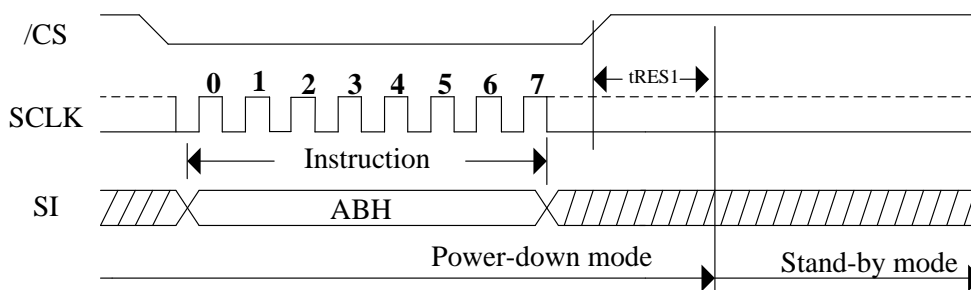 /CS
tRES1
0 1 2 3 4 5 6 7
SCLK
Instruction
SI
ABH
Power-down mode
Stand-by mode